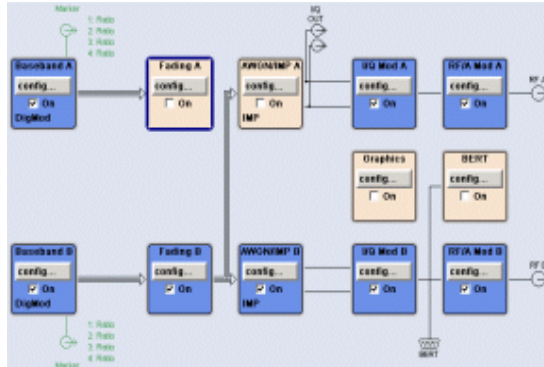 Marker
1: Ratio
2: Ratio
3: Ratio
4: Ratio
I/Q
OUT
Baseband A
config...
On
DigMod
Fading A
config...
On
AWGN/IMP A
config...
On
IMP
I/Q Mod A
config...
On
RF/A Mod A
config...
On
RF A
Graphics
config...
On
BERT
config...
On
Baseband B
config...
On
DigMod
Fading B
config...
On
AWGN/IMP B
config...
On
IMP
I/Q Mod B
config...
On
RF/A Mod B
config...
On
RF B
1: Ratio
2: Ratio
3: Ratio
4: Ratio
Marker
BERT